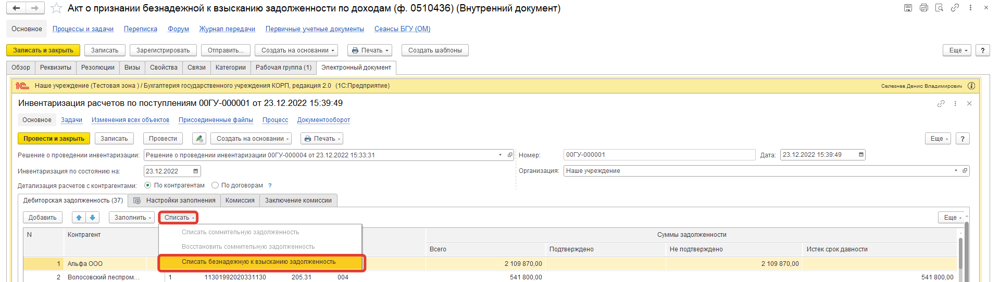 Акт о признании безнадежной к взысканию задолженности по доходам (ф. 0510436) (Внутренний документ)
Основное Процессы и задачи Переписка Форум Журнал передачи Первичные учетные документы Сеансы БГУ (ОМ)
Записать и закрыть Записать Зарегистрировать Отправить... Создать на основании Печать Создать шаблоны Еще ?
Обзор Реквизиты Резолюции Визы Свойства Связи Категории Рабочая группа (1) Электронный документ
1С Наше учреждение (Тестовая зона ) / Бухгалтерия государственного учреждения КОРП, редакция 2.0 (1С:Предприятие) Селезнев Денис Владимирович
Инвентаризация расчетов по поступлениям 00ГУ-000001 от 23.12.2022 15:39:49
Основное Задачи Изменения всех объектов Присоединенные файлы Процесс Документооборот
Провести и закрыть Записать Провести Создать на основании Печать Еще ?
Решение о проведении инвентаризации: Решение о проведении инвентаризации 00ГУ-000004 от 23.12.2022 15:33:31 Номер: 00ГУ-000001 Дата: 23.12.2022 15:39:49
Инвентаризация по состоянию на: 23.12.2022 Организация: Наше учреждение
Детализация расчетов с контрагентами: По контрагентам По договорам ?
Дебиторская задолженность (37) Настройки заполнения Комиссия Заключение комиссии
Добавить Заполнить Списать Еще
N Контрагент Списать сомнительную задолженность Суммы задолженности
Восстановить сомнительную задолженность Всего Подтверждено Не подтверждено Истек срок давности
1 Альфа ООО Списать безнадежную к взысканию задолженность 2 109 870,00 2 109 870,00
2 Волосовский леспром... 1 11301992020331130 205.31 004 541 800,00 541 800,00